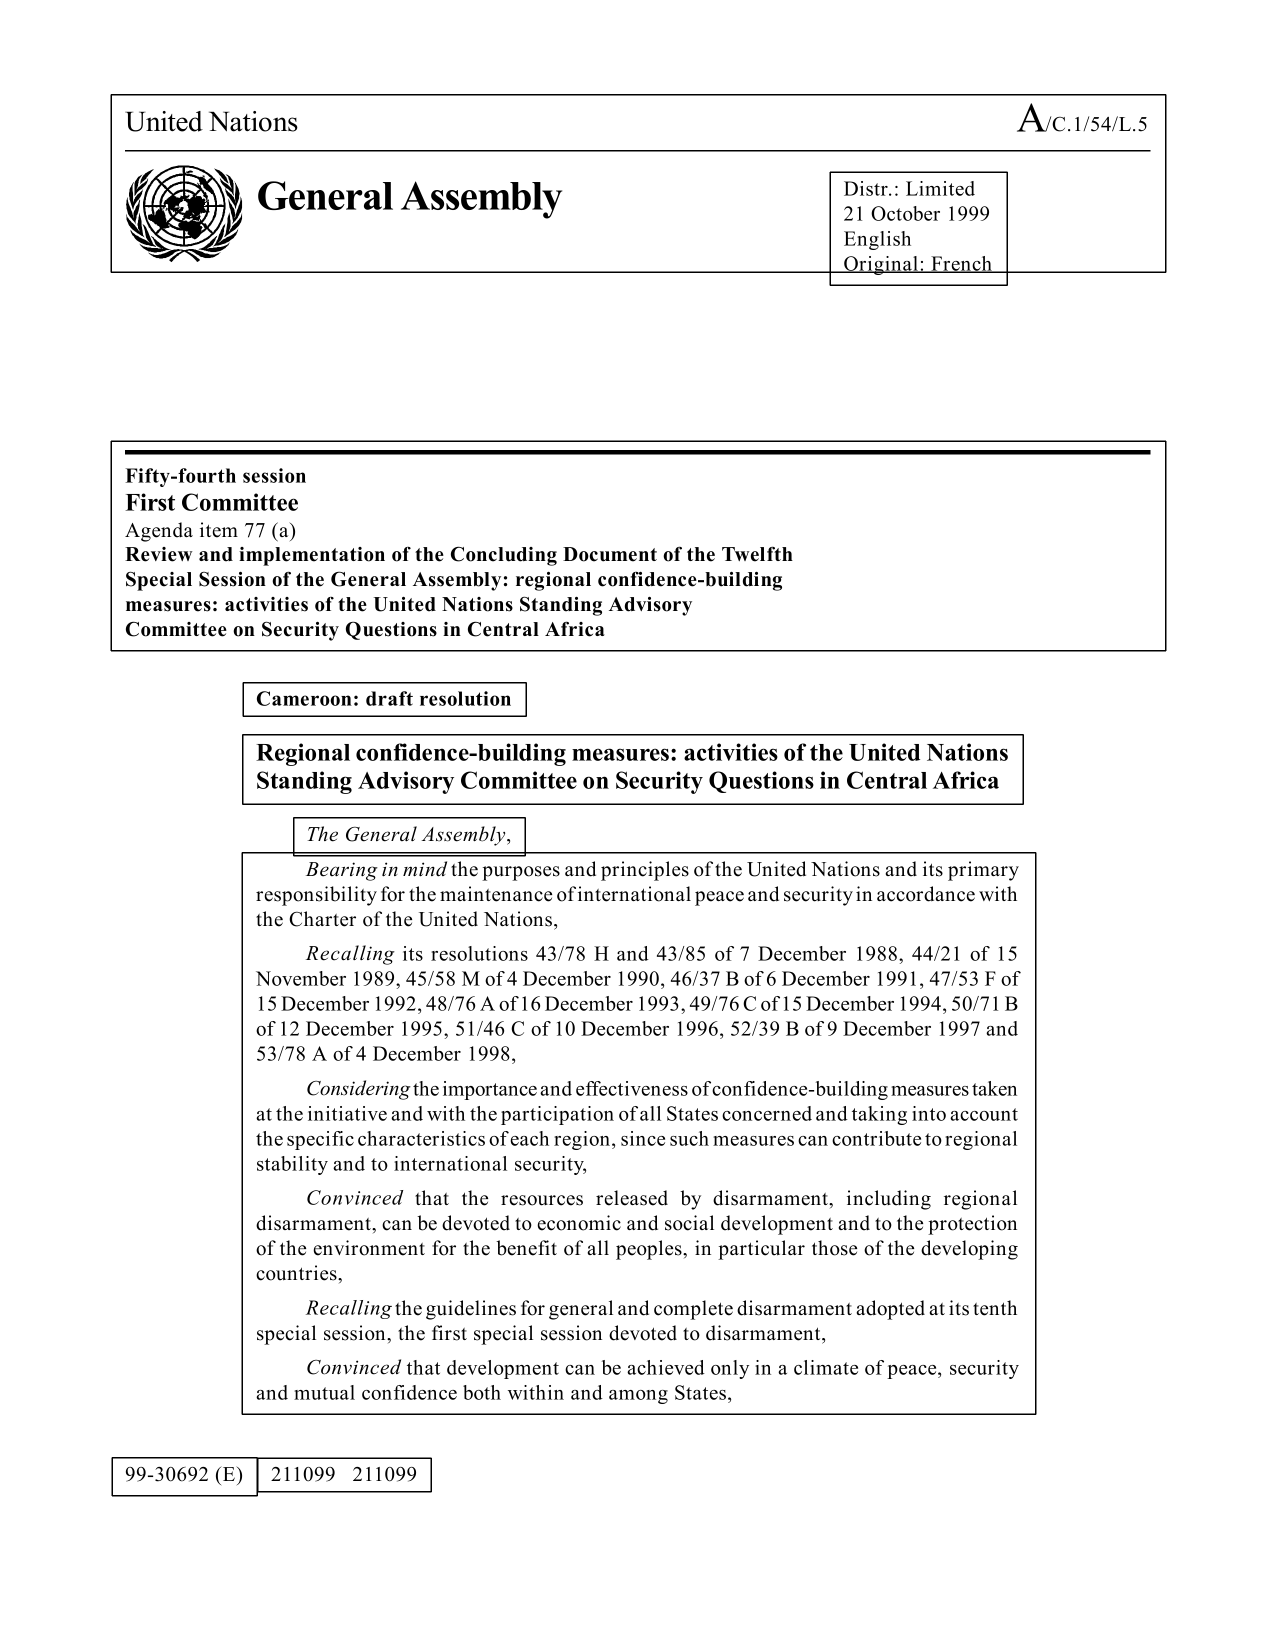 United Nations
A/C.1/54/L.5
General Assembly
Distr.: Limited
21 October 1999
English
Original: French
Fifty-fourth session
First Committee
Agenda item 77 (a)
Review and implementation of the Concluding Document of the Twelfth
Special Session of the General Assembly: regional confidence-building
measures: activities of the United Nations Standing Advisory
Committee on Security Questions in Central Africa
Cameroon: draft resolution
Regional confidence-building measures: activities of the United Nations
Standing Advisory Committee on Security Questions in Central Africa
The General Assembly,
Bearing in mind the purposes and principles of the United Nations and its primary
responsibility for the maintenance of international peace and security in accordance with
the Charter of the United Nations,
Recalling its resolutions 43/78 H and 43/85 of 7 December 1988, 44/21 of 15
November 1989, 45/58 M of 4 December 1990, 46/37 B of 6 December 1991, 47/53 F of
15 December 1992, 48/76 A of 16 December 1993, 49/76 C of 15 December 1994, 50/71 B
of 12 December 1995, 51/46 C of 10 December 1996, 52/39 B of 9 December 1997 and
53/78 A of 4 December 1998,
Considering the importance and effectiveness of confidence-building measures taken
at the initiative and with the participation of all States concerned and taking into account
the specific characteristics of each region, since such measures can contribute to regional
stability and to international security,
Convinced that the resources released by disarmament, including regional
disarmament, can be devoted to economic and social development and to the protection
of the environment for the benefit of all peoples, in particular those of the developing
countries,
Recalling the guidelines for general and complete disarmament adopted at its tenth
special session, the first special session devoted to disarmament,
Convinced that development can be achieved only in a climate of peace, security
and mutual confidence both within and among States,
99-30692 (E) 211099 211099